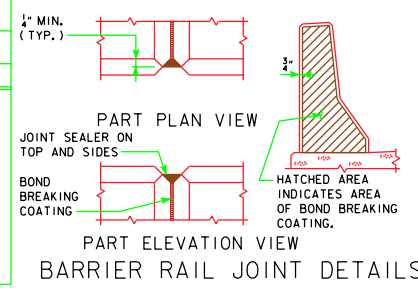 1/4" MIN.
(TYP.)
3/4"
PART PLAN VIEW
JOINT SEALER ON
TOP AND SIDES
BOND
BREAKING
COATING
HATCHED AREA
INDICATES AREA
OF BOND BREAKING
COATING.
PART ELEVATION VIEW
BARRIER RAIL JOINT DETAILS